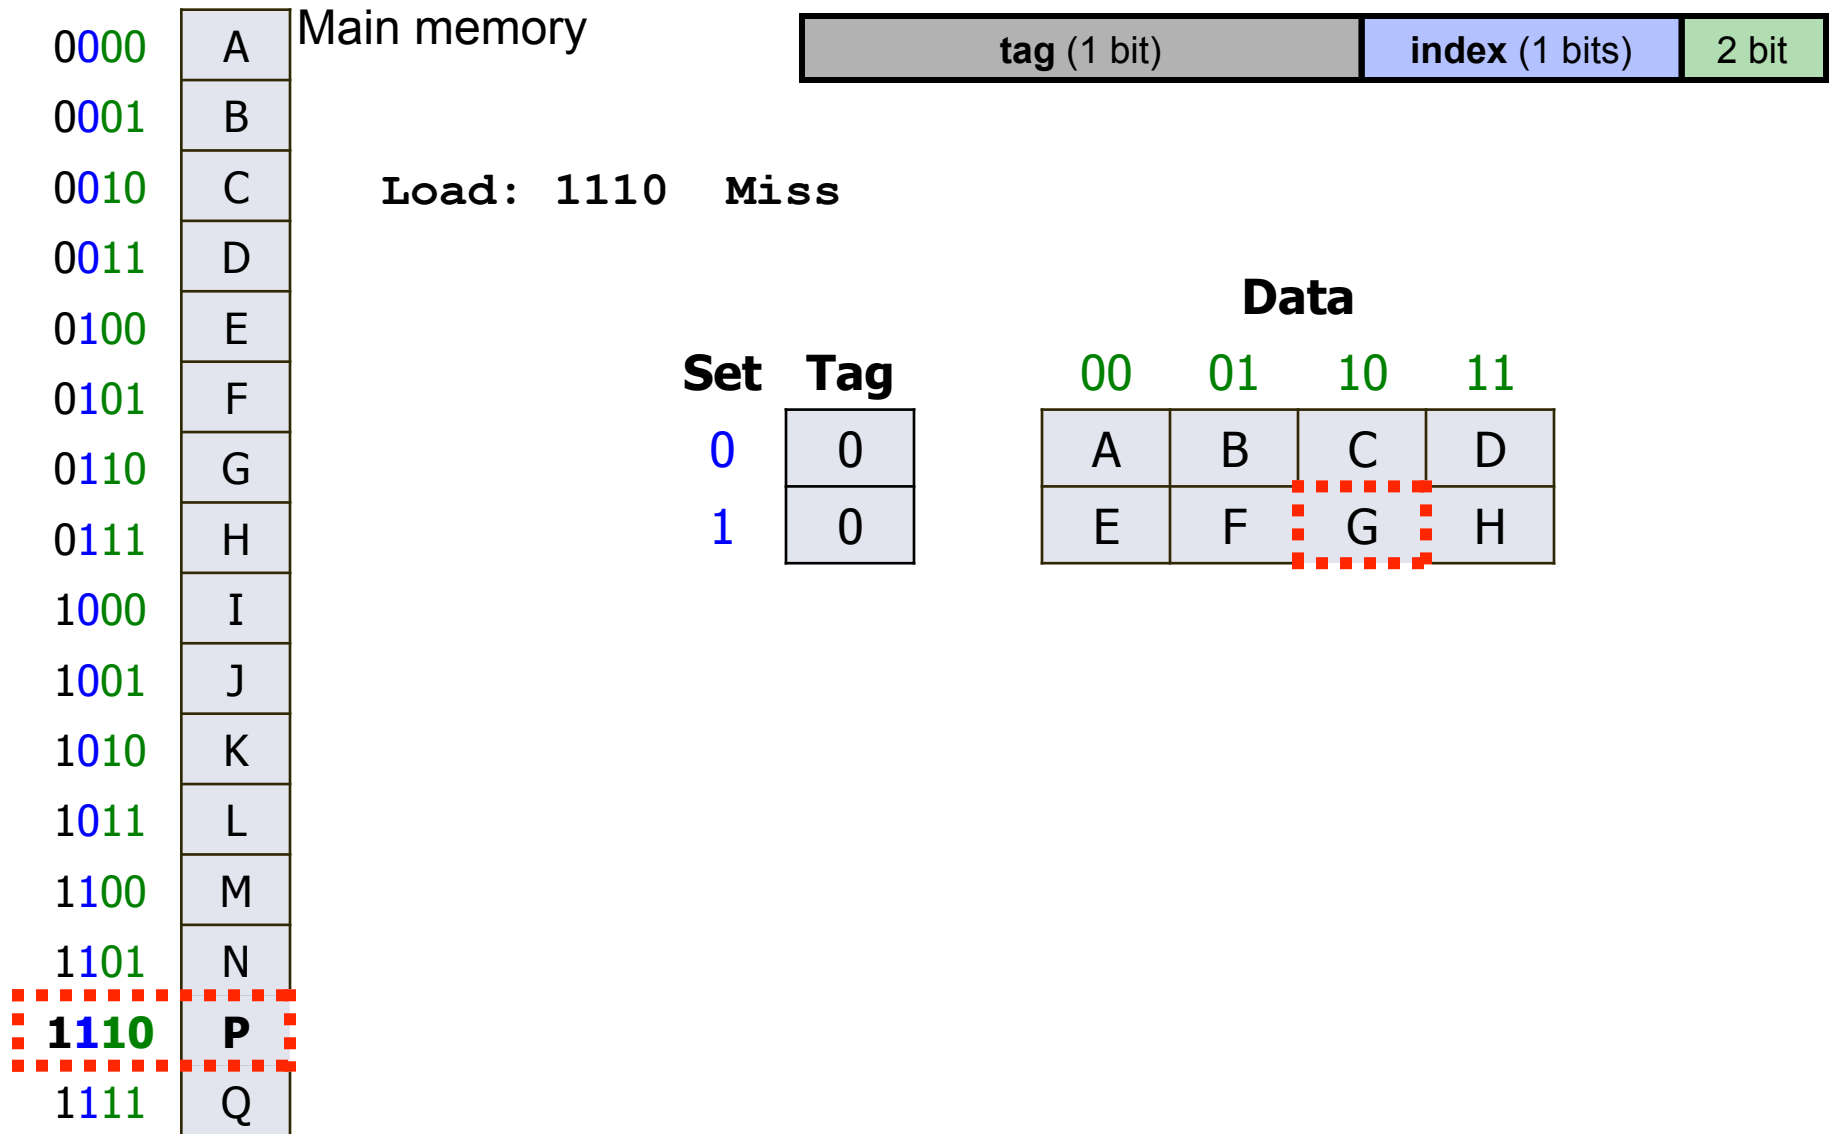 Main memory
tag (1 bit) index (1 bits) 2 bit
0000 A
0001 B
0010 C
0011 D
0100 E
0101 F
0110 G
0111 H
1000 I
1001 J
1010 K
1011 L
1100 M
1101 N
1110 P
1111 Q
Load: 1110 Miss
Data
Set Tag 00 01 10 11
0 0 A B C D
1 0 E F G H